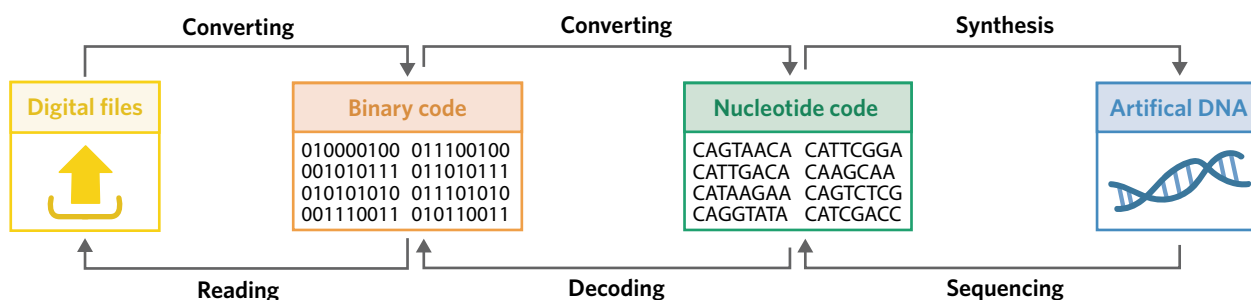 Converting
Converting
Synthesis
Digital files
Binary code
Nucleotide code
Artifical DNA
010000100 011100100
001010111 011010111
010101010 011101010
001110011 010110011
CAGTAACA CATTCGGA
CATTGACA CAAGCAA
CATAAGAA CAGTCTCG
CAGGTATA CATCGACC
Reading
Decoding
Sequencing